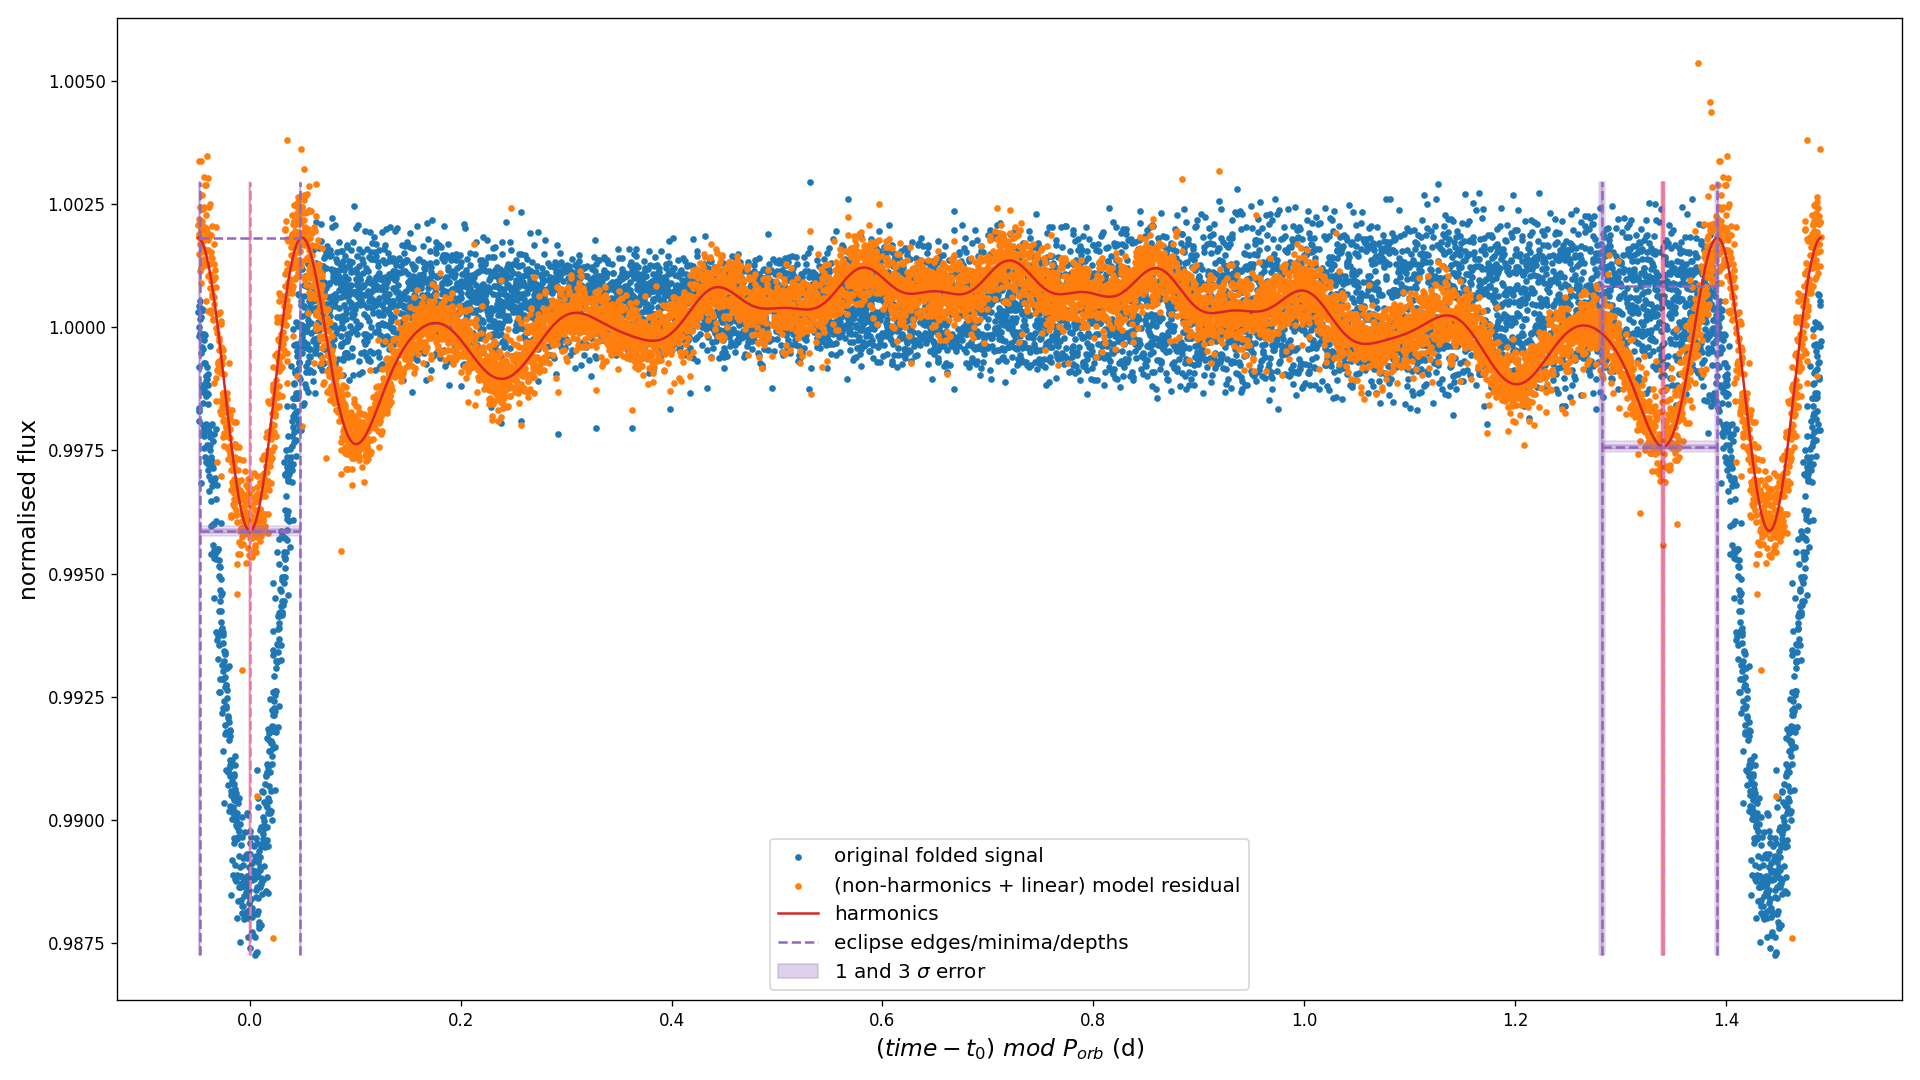 normalised flux
1.0050
1.0025
1.0000
0.9975
0.9950
0.9925
0.9900
0.9875
original folded signal
(non-harmonics + linear) model residual
harmonics
eclipse edges/minima/depths
1 and 3 σ error
0.0 0.2 0.4 0.6 0.8 1.0 1.2 1.4
(time − t₀) mod P_orb (d)